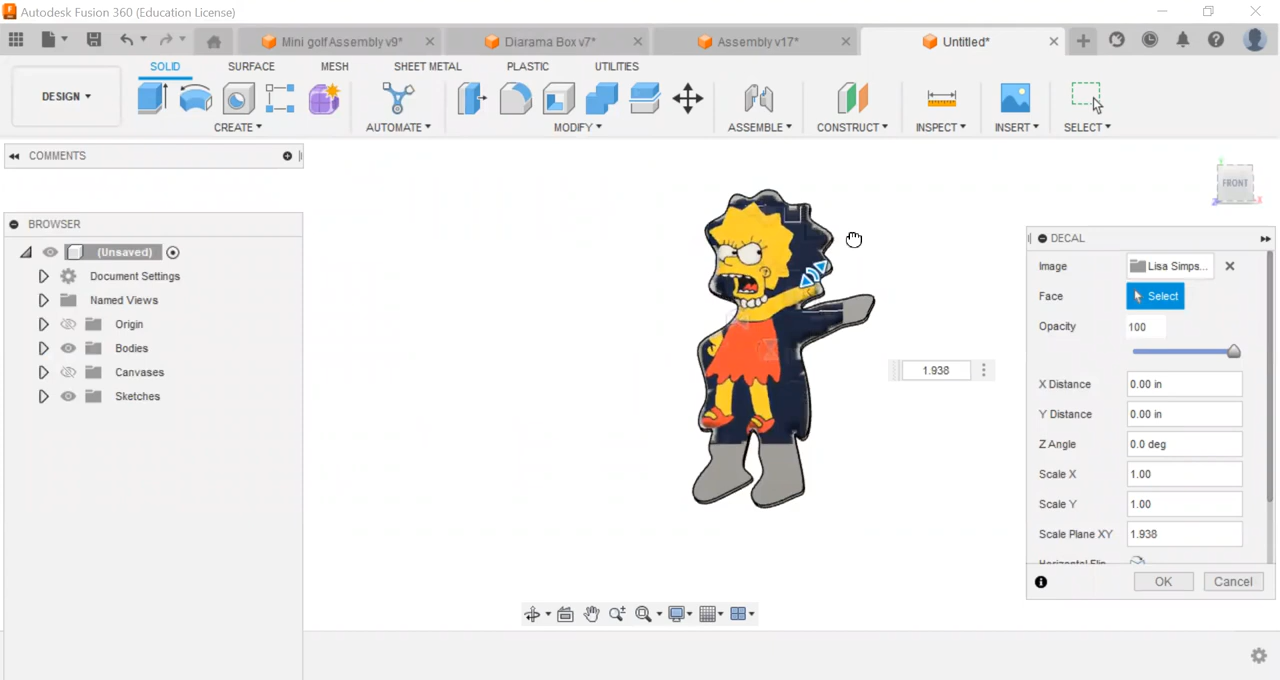 Autodesk Fusion 360 (Education License)
Mini golf Assembly v9*
Diarama Box v7*
Assembly v17*
Untitled*
DESIGN
SOLID
SURFACE
MESH
SHEET METAL
PLASTIC
UTILITIES
CREATE
AUTOMATE
MODIFY
ASSEMBLE
CONSTRUCT
INSPECT
INSERT
SELECT
COMMENTS
BROWSER
(Unsaved)
Document Settings
Named Views
Origin
Bodies
Canvases
Sketches
FRONT
1.938
DECAL
Image Lisa Simps...
Face Select
Opacity 100
X Distance 0.00 in
Y Distance 0.00 in
Z Angle 0.0 deg
Scale X 1.00
Scale Y 1.00
Scale Plane XY 1.938
Horizontal Flip
OK Cancel